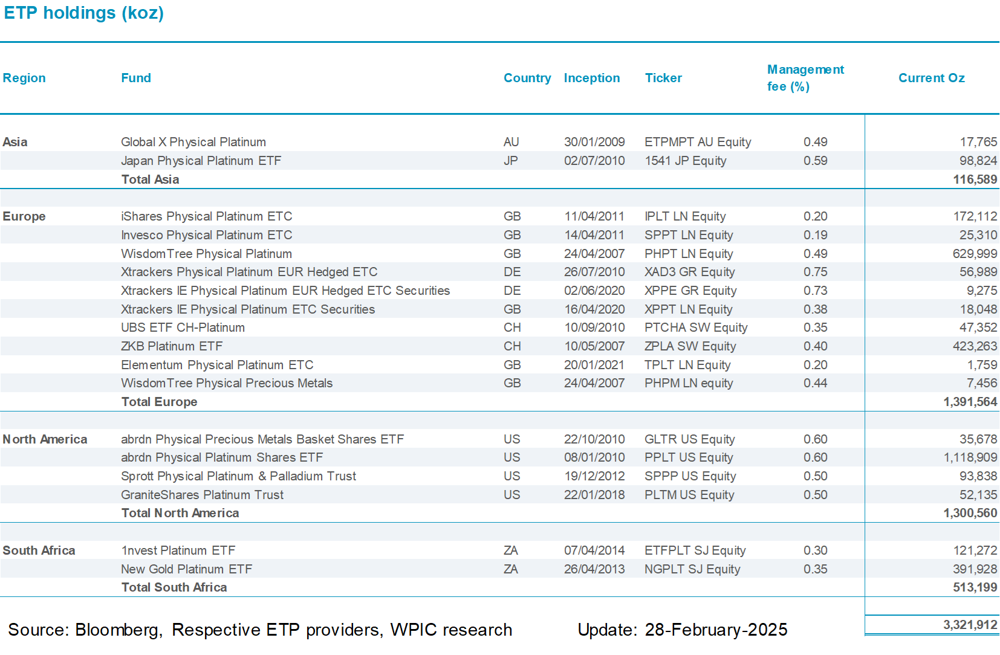 ETP holdings (koz)
Region Fund Country Inception Ticker Management fee (%) Current Oz
Asia Global X Physical Platinum AU 30/01/2009 ETPMPT AU Equity 0.49 17,765
Japan Physical Platinum ETF JP 02/07/2010 1541 JP Equity 0.59 98,824
Total Asia 116,589
Europe iShares Physical Platinum ETC GB 11/04/2011 IPLT LN Equity 0.20 172,112
Invesco Physical Platinum ETC GB 14/04/2011 SPPT LN Equity 0.19 25,310
WisdomTree Physical Platinum GB 24/04/2007 PHPT LN Equity 0.49 629,999
Xtrackers Physical Platinum EUR Hedged ETC DE 26/07/2010 XAD3 GR Equity 0.75 56,989
Xtrackers IE Physical Platinum EUR Hedged ETC Securities DE 02/06/2020 XPPE GR Equity 0.73 9,275
Xtrackers IE Physical Platinum ETC Securities GB 16/04/2020 XPPT LN Equity 0.38 18,048
UBS ETF CH-Platinum CH 10/09/2010 PTCHA SW Equity 0.35 47,352
ZKB Platinum ETF CH 10/05/2007 ZPLA SW Equity 0.40 423,263
Elementum Physical Platinum ETC GB 20/01/2021 TPLT LN Equity 0.20 1,759
WisdomTree Physical Precious Metals GB 24/04/2007 PHPM LN equity 0.44 7,456
Total Europe 1,391,564
North America abrdn Physical Precious Metals Basket Shares ETF US 22/10/2010 GLTR US Equity 0.60 35,678
abrdn Physical Platinum Shares ETF US 08/01/2010 PPLT US Equity 0.60 1,118,909
Sprott Physical Platinum & Palladium Trust US 19/12/2012 SPPP US Equity 0.50 93,838
GraniteShares Platinum Trust US 22/01/2018 PLTM US Equity 0.50 52,135
Total North America 1,300,560
South Africa 1nvest Platinum ETF ZA 07/04/2014 ETFPLT SJ Equity 0.30 121,272
New Gold Platinum ETF ZA 26/04/2013 NGPLT SJ Equity 0.35 391,928
Total South Africa 513,199
3,321,912
Source: Bloomberg, Respective ETP providers, WPIC research Update: 28-February-2025